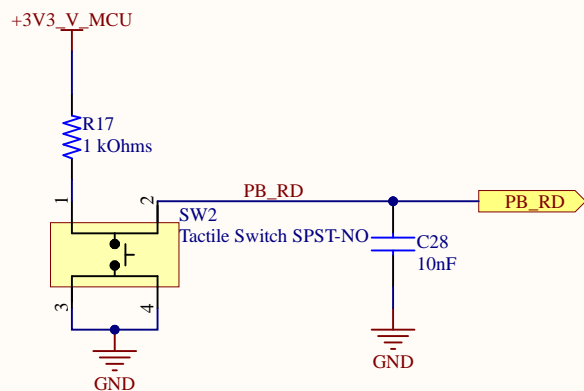 +3V3_V_MCU
R17
1 kOhms
1
2
PB_RD
PB_RD
SW2
Tactile Switch SPST-NO
C28
10nF
3
4
GND
GND